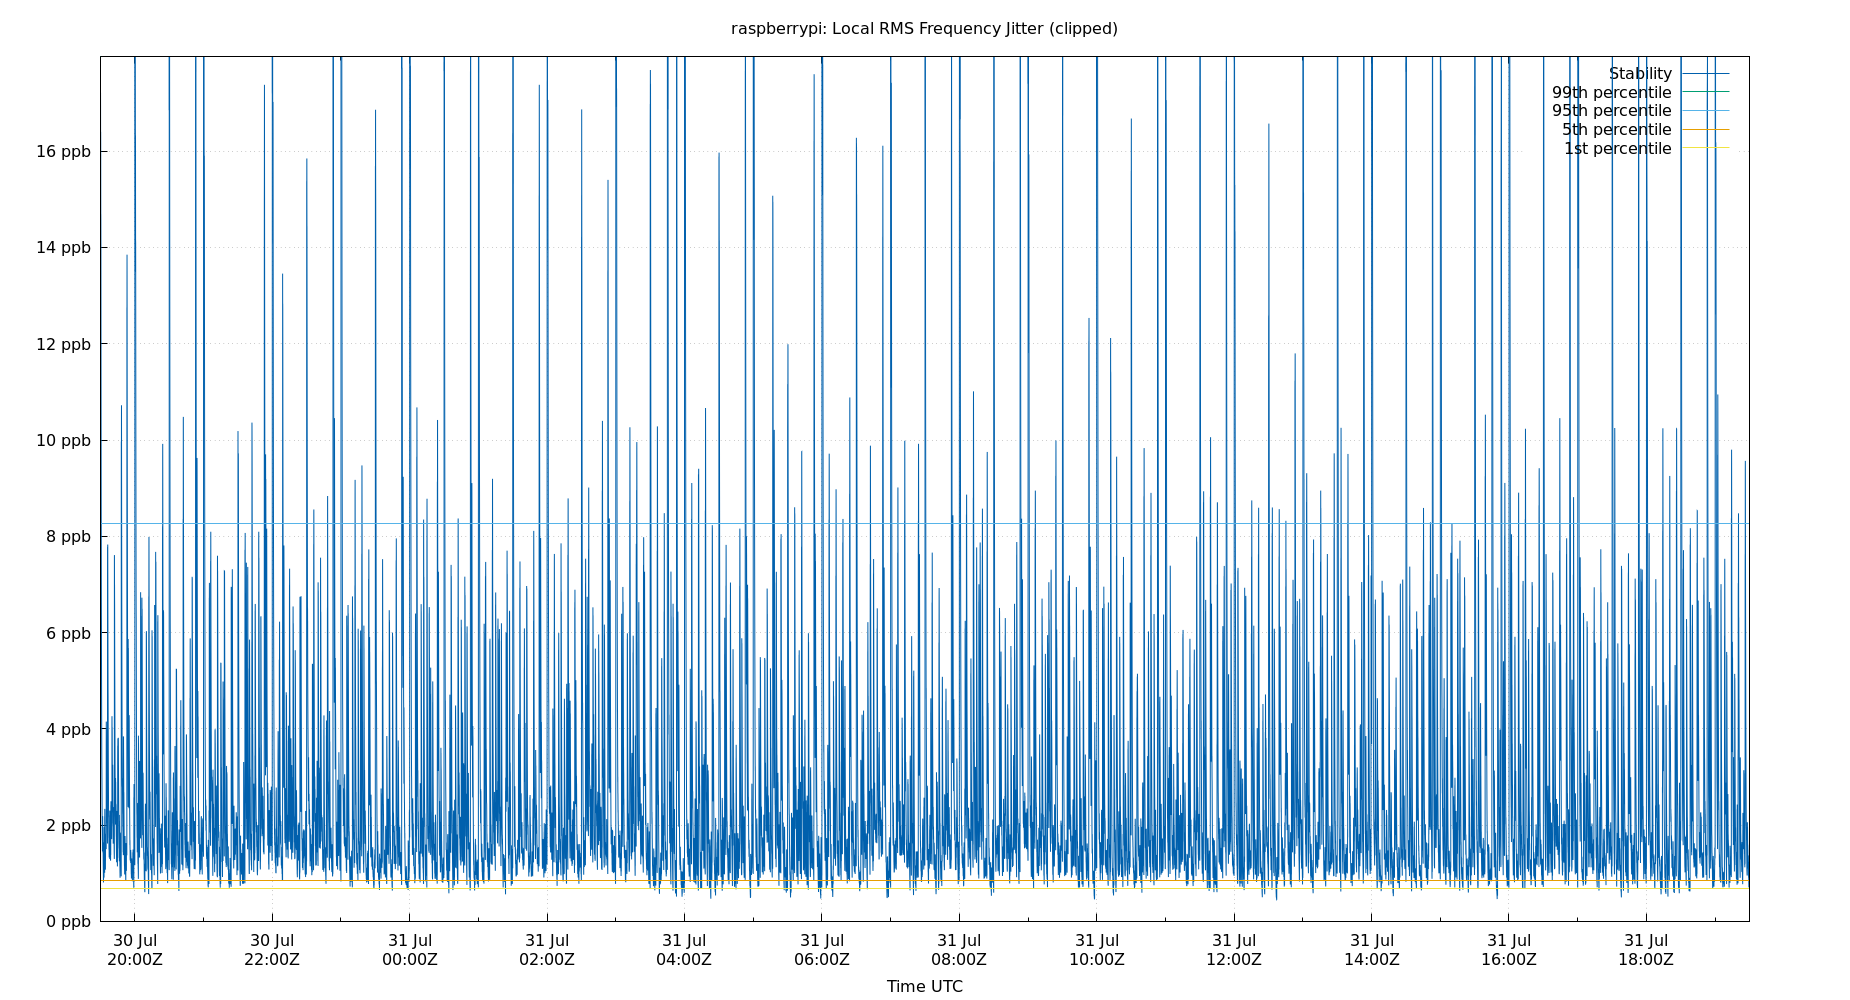 raspberrypi: Local RMS Frequency Jitter (clipped)
Stability
99th percentile
95th percentile
5th percentile
1st percentile
16 ppb
14 ppb
12 ppb
10 ppb
8 ppb
6 ppb
4 ppb
2 ppb
0 ppb
30 Jul 30 Jul 31 Jul 31 Jul 31 Jul 31 Jul 31 Jul 31 Jul 31 Jul 31 Jul 31 Jul 31 Jul
20:00Z 22:00Z 00:00Z 02:00Z 04:00Z 06:00Z 08:00Z 10:00Z 12:00Z 14:00Z 16:00Z 18:00Z
Time UTC